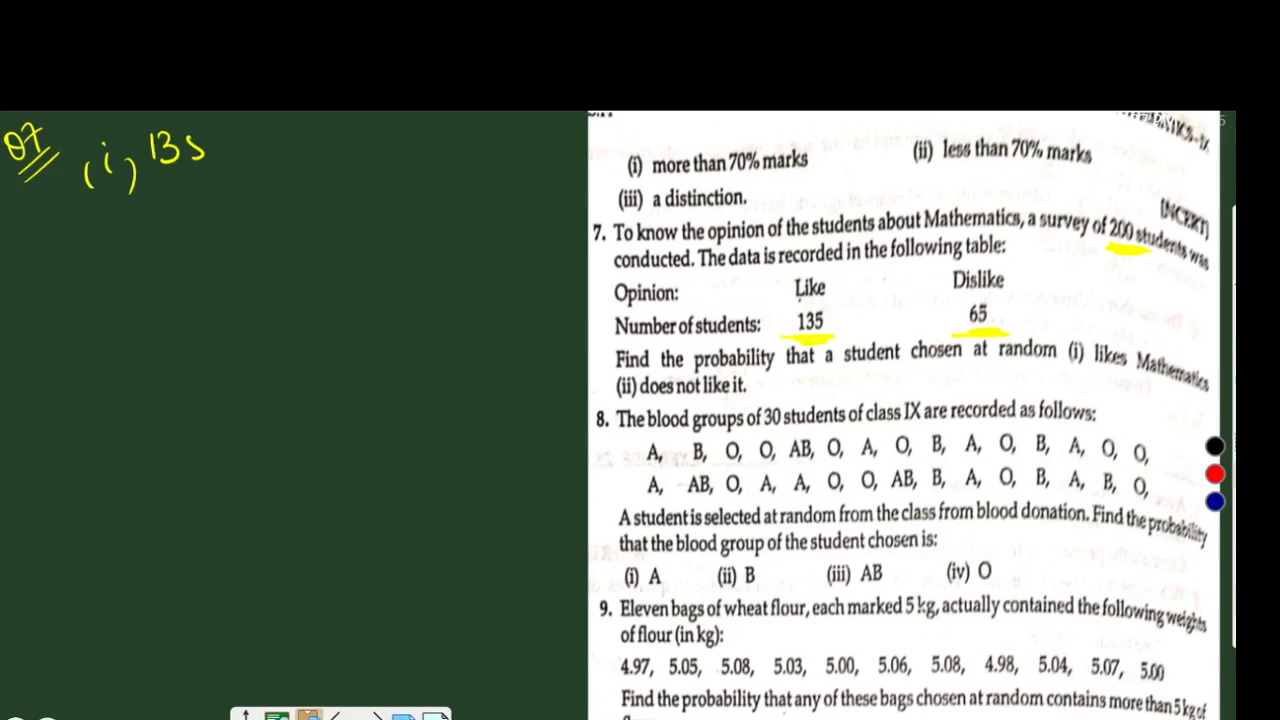 Q7 (i) 135
(i) more than 70% marks (ii) less than 70% marks
(iii) a distinction. [NCERT]
7. To know the opinion of the students about Mathematics, a survey of 200 students was
conducted. The data is recorded in the following table:
Opinion: Like Dislike
Number of students: 135 65
Find the probability that a student chosen at random (i) likes Mathematics
(ii) does not like it.
8. The blood groups of 30 students of class IX are recorded as follows:
A, B, O, O, AB, O, A, O, B, A, O, B, A, O, O,
A, AB, O, A, A, O, O, AB, B, A, O, B, A, B, O,
A student is selected at random from the class from blood donation. Find the probability
that the blood group of the student chosen is:
(i) A (ii) B (iii) AB (iv) O
9. Eleven bags of wheat flour, each marked 5 kg, actually contained the following weights
of flour (in kg):
4.97, 5.05, 5.08, 5.03, 5.00, 5.06, 5.08, 4.98, 5.04, 5.07, 5.00
Find the probability that any of these bags chosen at random contains more than 5 kg of